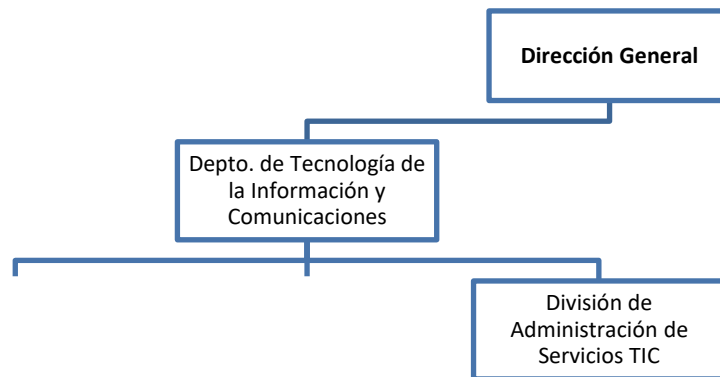 Dirección General
Depto. de Tecnología de
la Información y
Comunicaciones
División de
Administración de
Servicios TIC